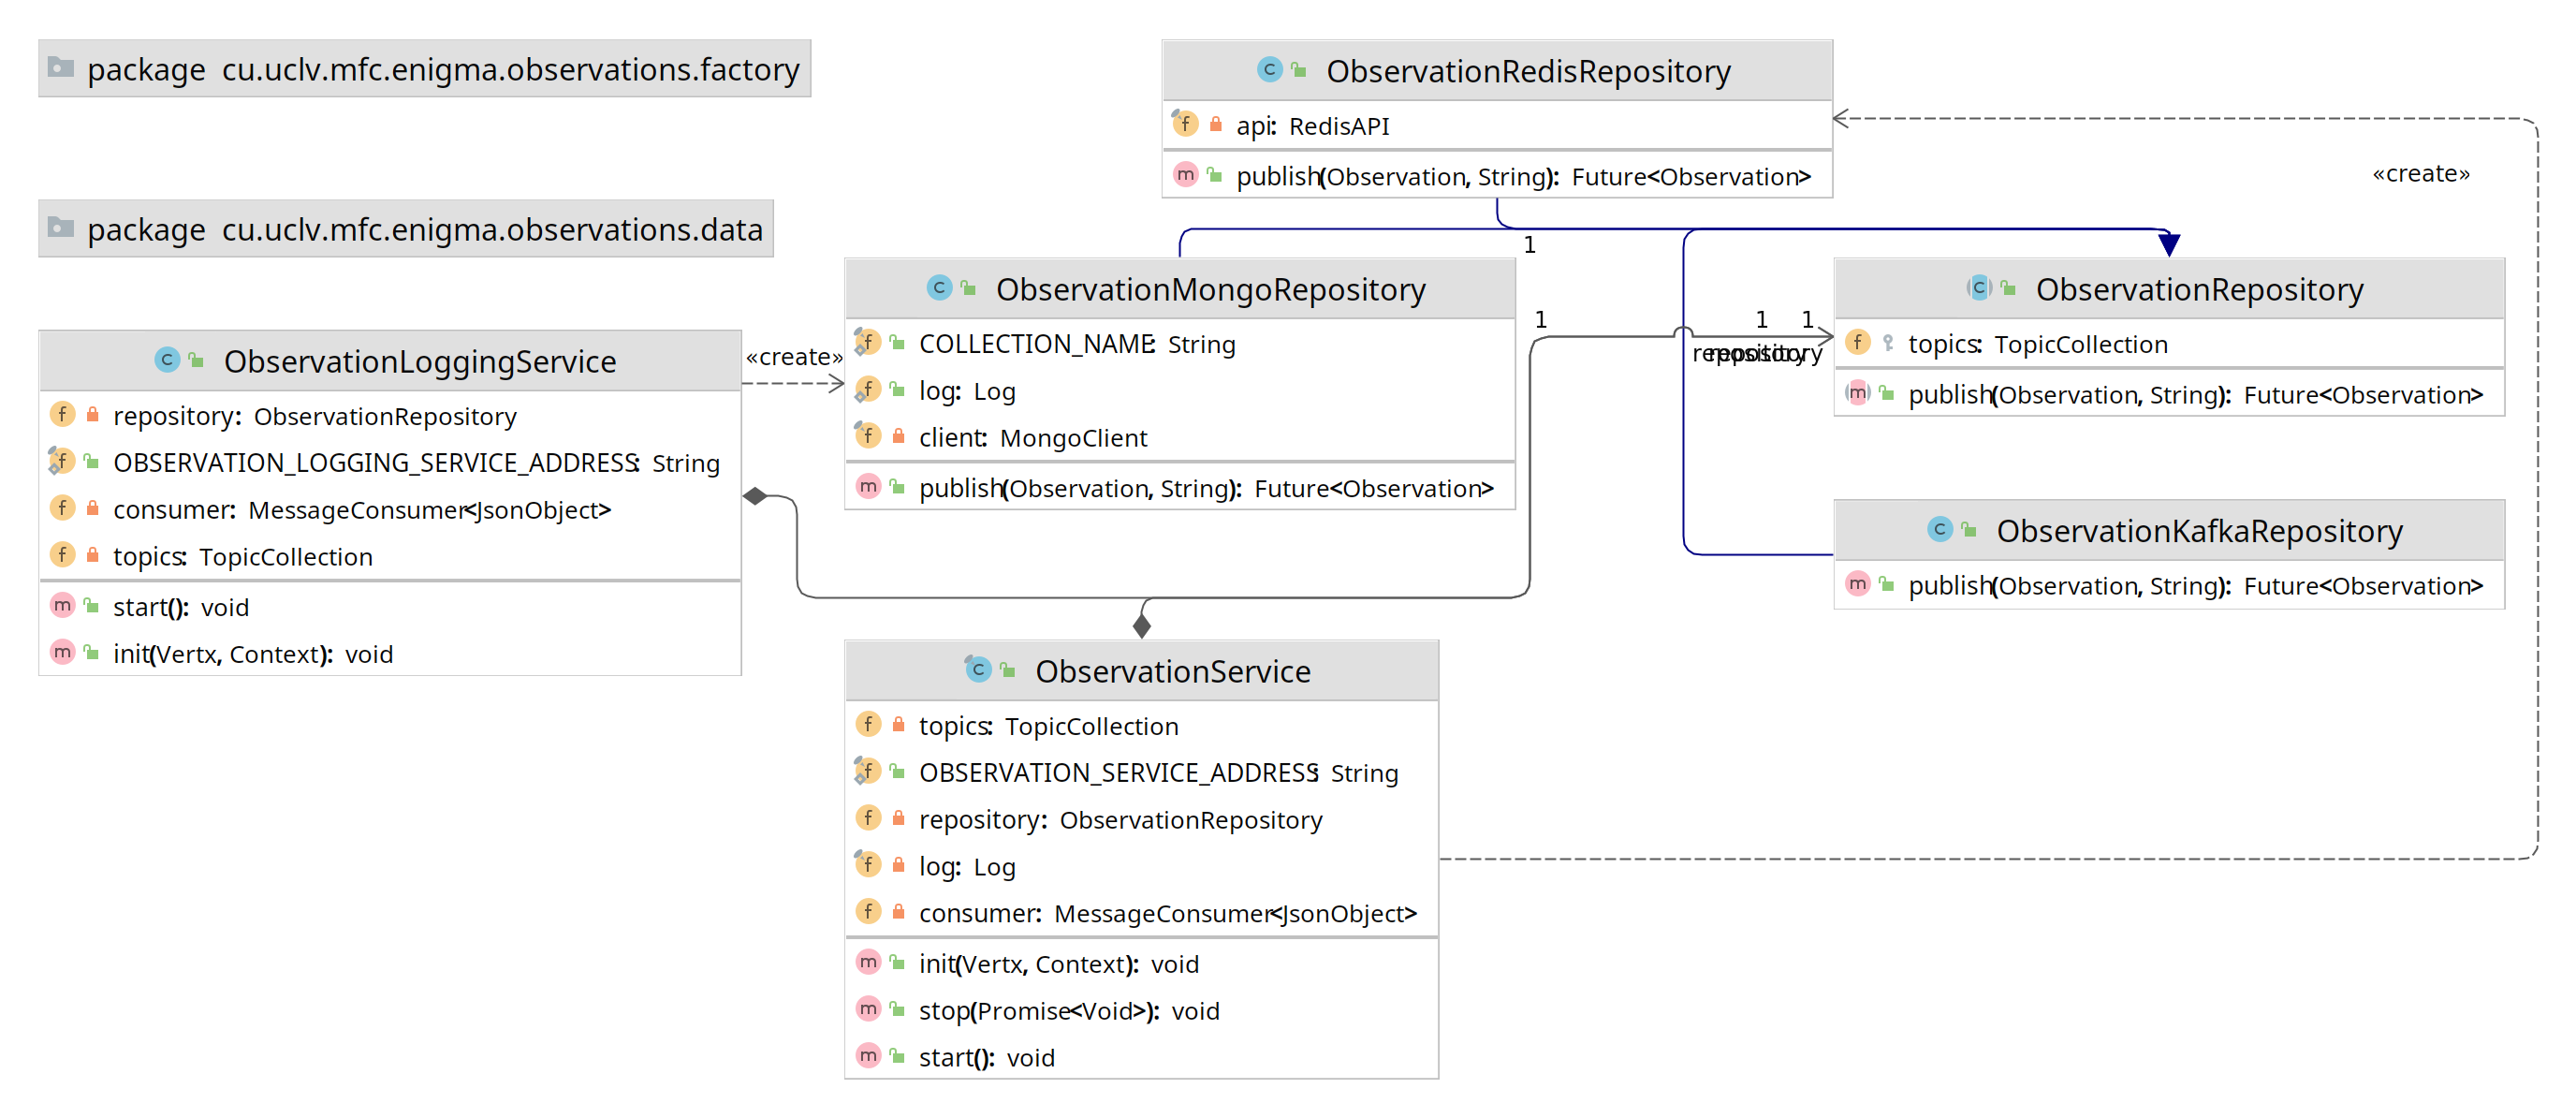 package cu.uclv.mfc.enigma.observations.factory
package cu.uclv.mfc.enigma.observations.data
ObservationRedisRepository
api: RedisAPI
publish(Observation, String): Future<Observation>
«create»
ObservationMongoRepository
COLLECTION_NAME: String
log: Log
client: MongoClient
publish(Observation, String): Future<Observation>
1
1
1
1
repository
repository
ObservationRepository
topics: TopicCollection
publish(Observation, String): Future<Observation>
ObservationLoggingService
repository: ObservationRepository
OBSERVATION_LOGGING_SERVICE_ADDRESS: String
consumer: MessageConsumer<JsonObject>
topics: TopicCollection
start(): void
init(Vertx, Context): void
«create»
ObservationKafkaRepository
publish(Observation, String): Future<Observation>
ObservationService
topics: TopicCollection
OBSERVATION_SERVICE_ADDRESS: String
repository: ObservationRepository
log: Log
consumer: MessageConsumer<JsonObject>
init(Vertx, Context): void
stop(Promise<Void>): void
start(): void